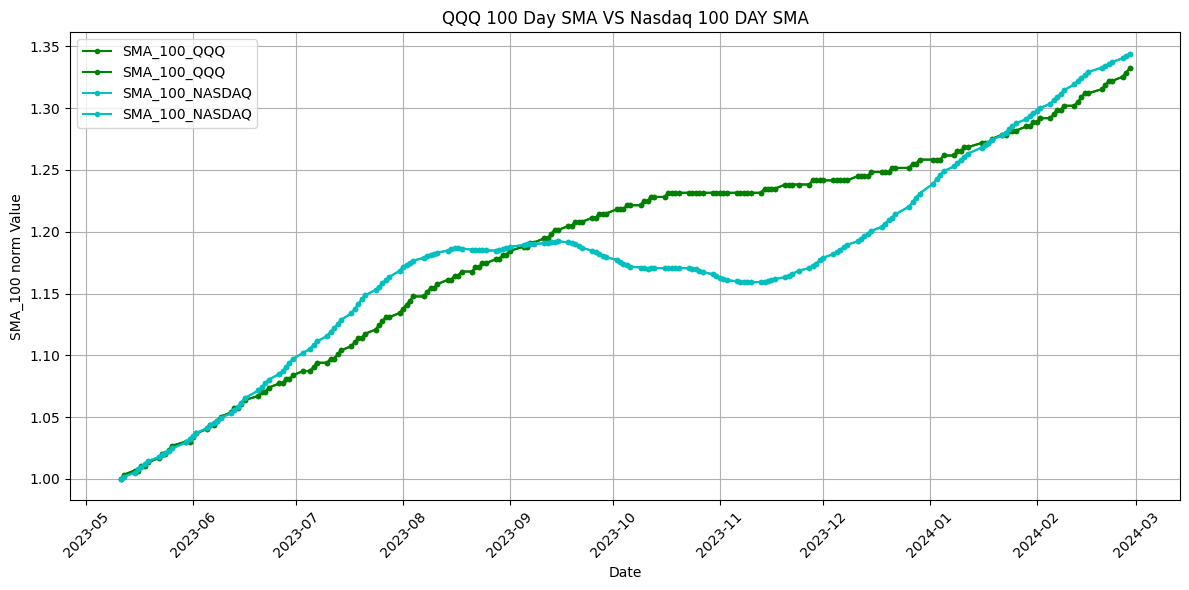 QQQ 100 Day SMA VS Nasdaq 100 DAY SMA
SMA_100_QQQ
SMA_100_QQQ
SMA_100_NASDAQ
SMA_100_NASDAQ
SMA_100 norm Value
1.35
1.30
1.25
1.20
1.15
1.10
1.05
1.00
2023-05
2023-06
2023-07
2023-08
2023-09
2023-10
2023-11
2023-12
2024-01
2024-02
2024-03
Date